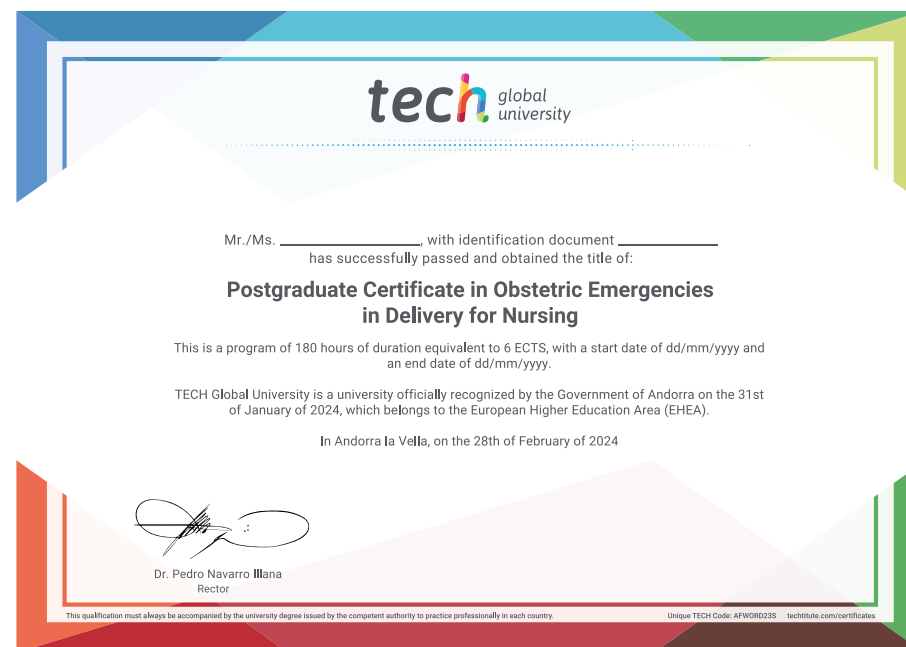 tech global university
Mr./Ms. ____________________, with identification document ______________
has successfully passed and obtained the title of:
Postgraduate Certificate in Obstetric Emergencies
in Delivery for Nursing
This is a program of 180 hours of duration equivalent to 6 ECTS, with a start date of dd/mm/yyyy and
an end date of dd/mm/yyyy.
TECH Global University is a university officially recognized by the Government of Andorra on the 31st
of January of 2024, which belongs to the European Higher Education Area (EHEA).
In Andorra la Vella, on the 28th of February of 2024
Dr. Pedro Navarro Illana
Rector
This qualification must always be accompanied by the university degree issued by the competent authority to practice professionally in each country.
Unique TECH Code: AFWORD23S techtitute.com/certificates